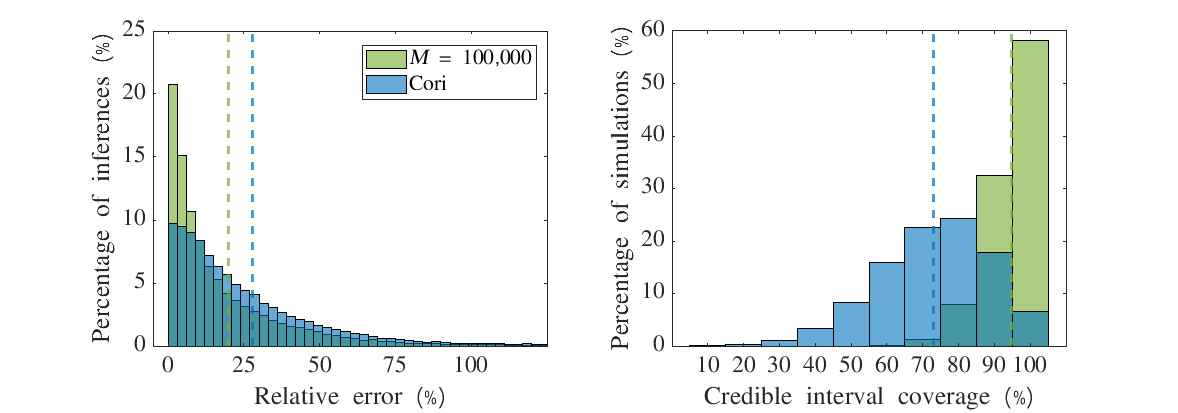 25
20
15
10
5
0
Percentage of inferences (%)
M = 100,000
Cori
0 25 50 75 100
Relative error (%)
60
50
40
30
20
10
0
Percentage of simulations (%)
10 20 30 40 50 60 70 80 90 100
Credible interval coverage (%)